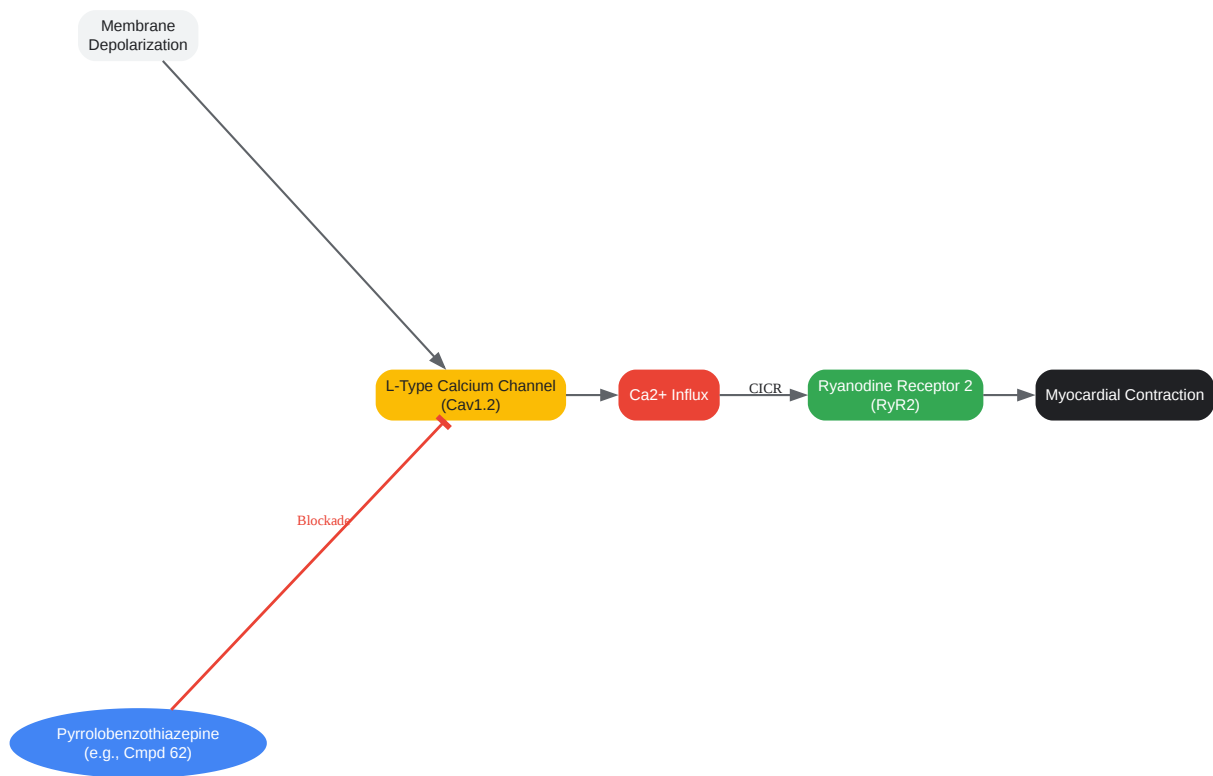 Membrane
Depolarization
L-Type Calcium Channel
(Cav1.2)
Ca2+ Influx
CICR
Ryanodine Receptor 2
(RyR2)
Myocardial Contraction
Blockade
Pyrrolobenzothiazepine
(e.g., Cmpd 62)